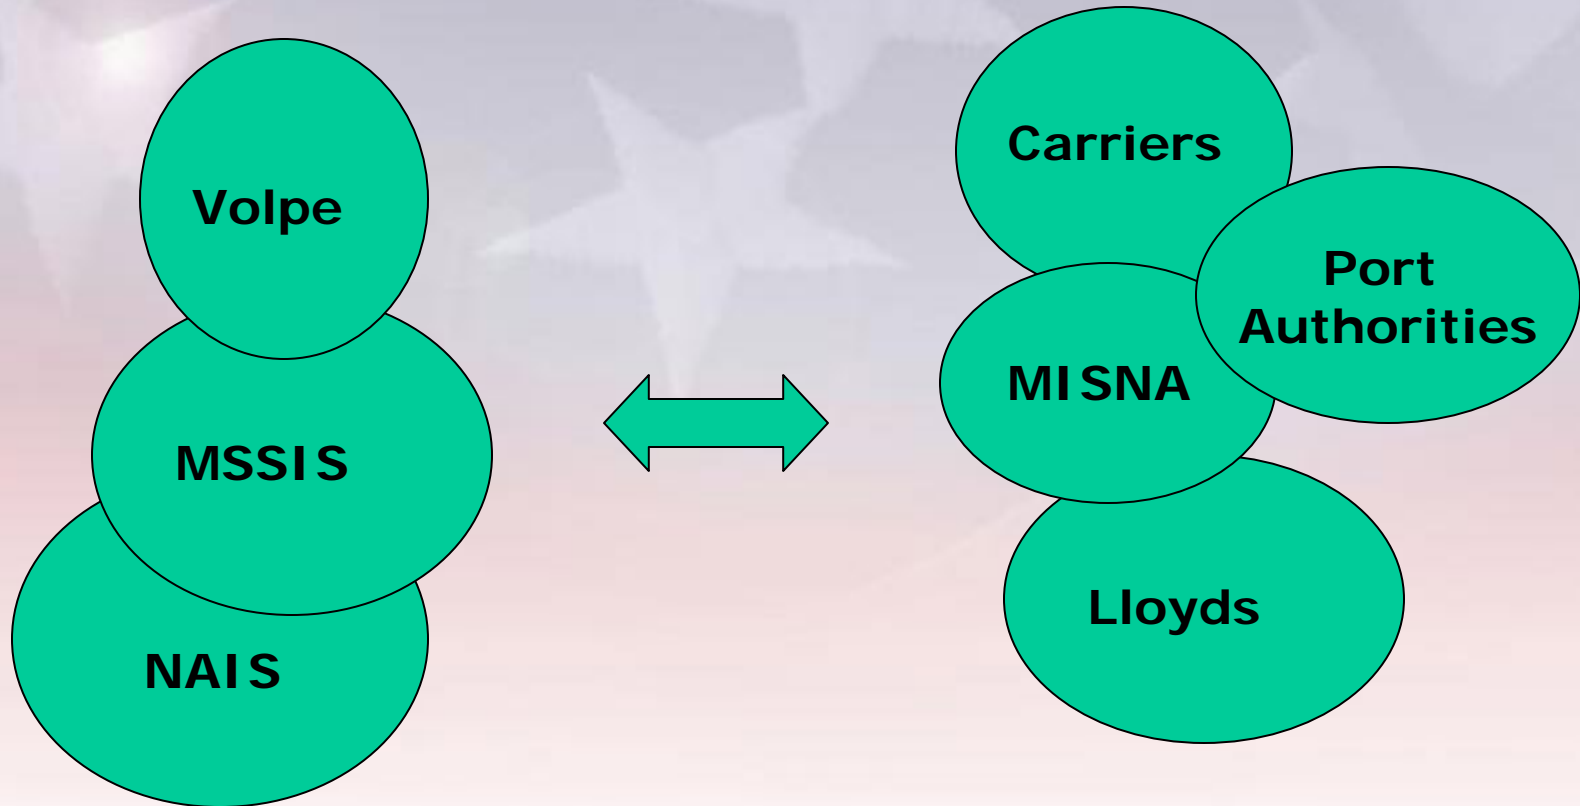 Volpe
MSSIS
NAIS
Carriers
Port
Authorities
MISNA
Lloyds